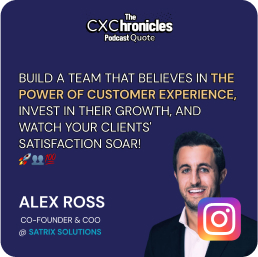 The
CXChronicles
Podcast Quote
BUILD A TEAM THAT BELIEVES IN THE
POWER OF CUSTOMER EXPERIENCE,
INVEST IN THEIR GROWTH, AND
WATCH YOUR CLIENTS'
SATISFACTION SOAR!
🚀👥💯
ALEX ROSS
CO-FOUNDER & COO
@ SATRIX SOLUTIONS